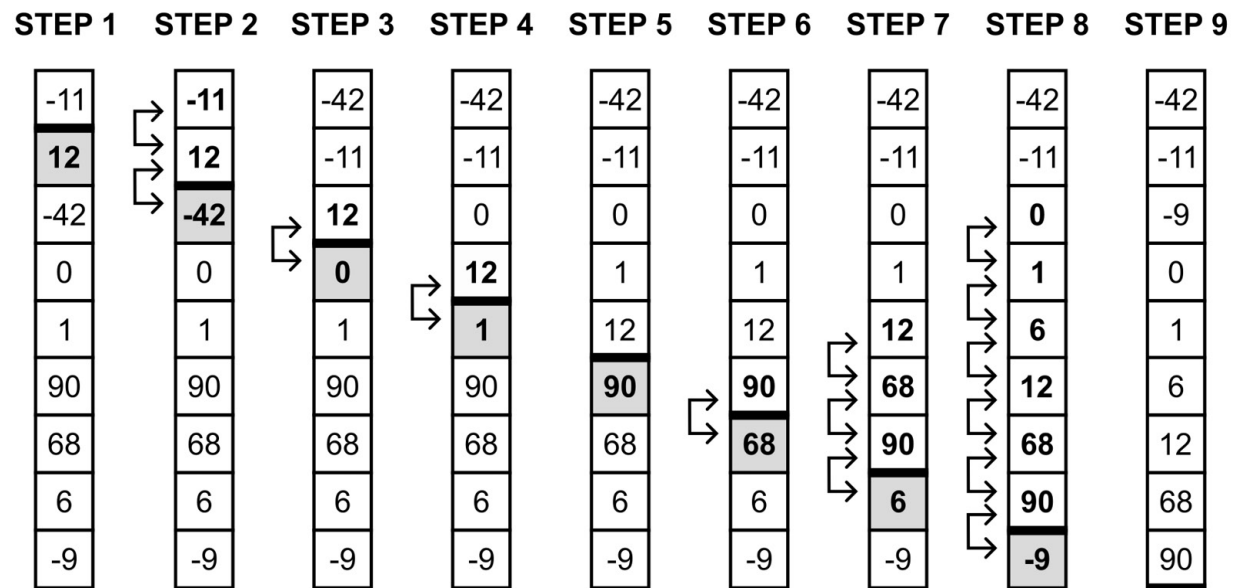 STEP 1 STEP 2 STEP 3 STEP 4 STEP 5 STEP 6 STEP 7 STEP 8 STEP 9
-11 -11 -42 -42 -42 -42 -42 -42 -42
12 12 -11 -11 -11 -11 -11 -11 -11
-42 -42 12 0 0 0 0 0 -9
0 0 0 12 1 1 1 1 0
1 1 1 1 12 12 12 6 1
90 90 90 90 90 90 68 12 6
68 68 68 68 68 68 90 68 12
6 6 6 6 6 6 6 90 68
-9 -9 -9 -9 -9 -9 -9 -9 90